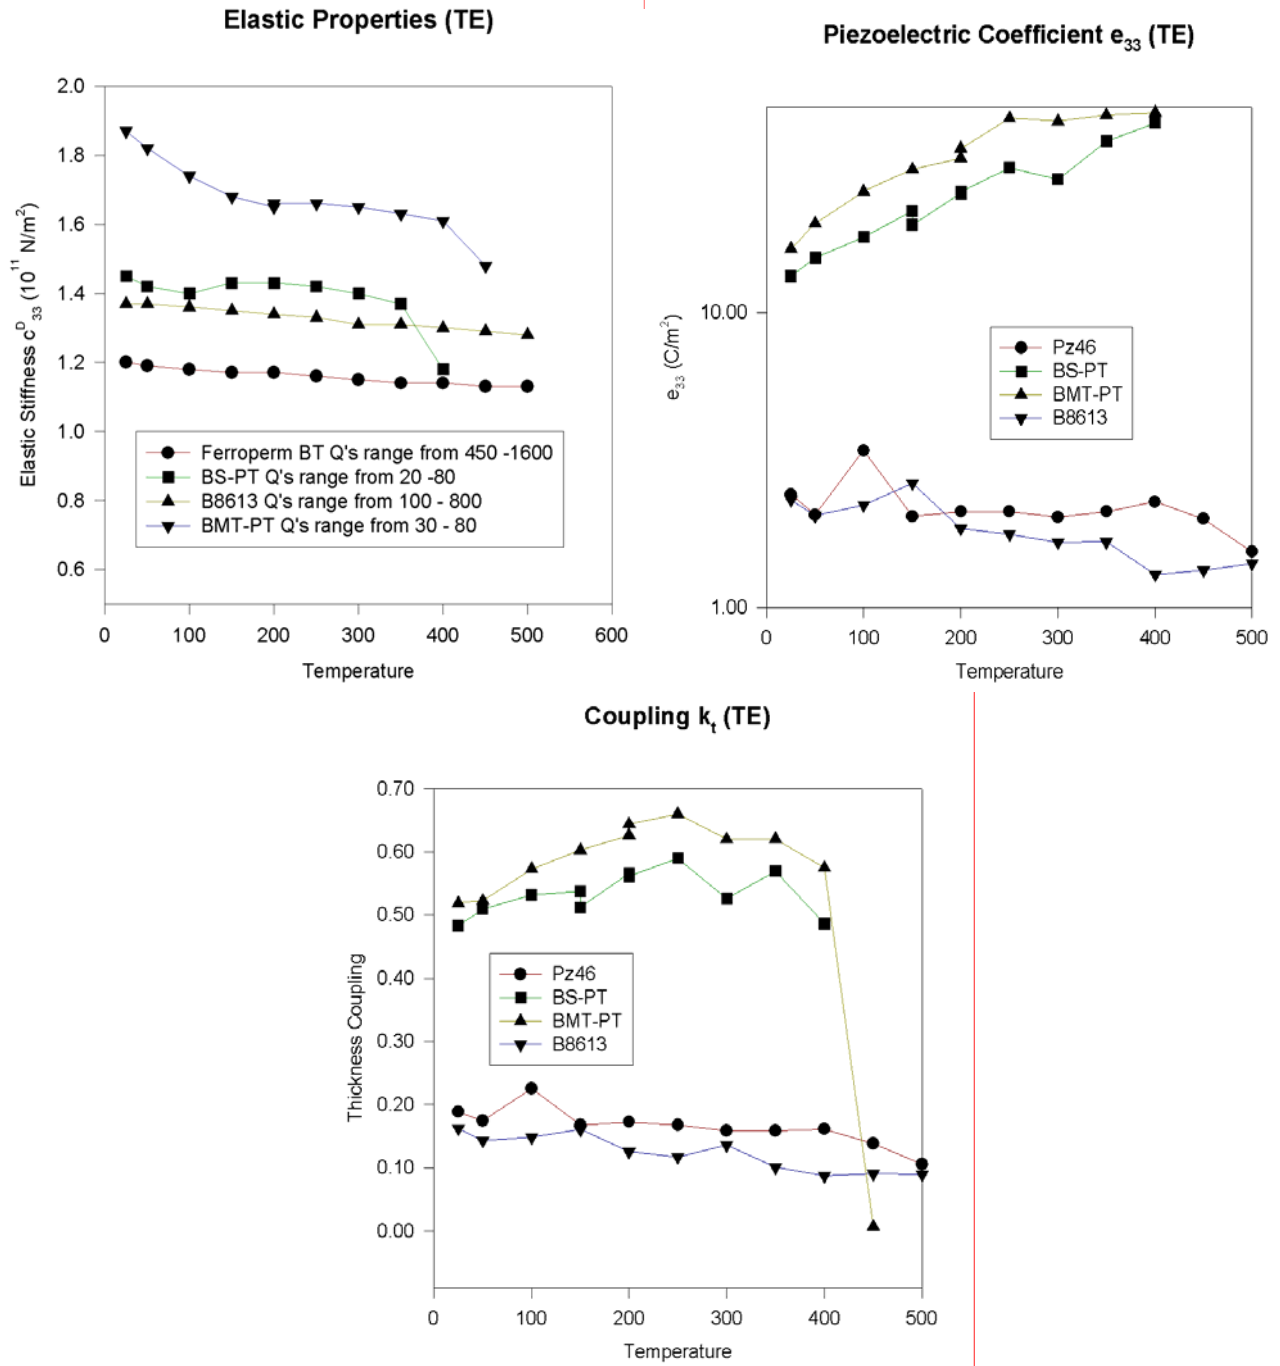 Elastic Properties (TE)
2.0
1.8
1.6
1.4
1.2
1.0
0.8
0.6
Elastic Stiffness c^D_33 (10^11 N/m^2)
Ferroperm BT Q's range from 450 -1600
BS-PT Q's range from 20 -80
B8613 Q's range from 100 - 800
BMT-PT Q's range from 30 - 80
0 100 200 300 400 500 600
Temperature
Piezoelectric Coefficient e_33 (TE)
10.00
1.00
e_33 (C/m^2)
Pz46
BS-PT
BMT-PT
B8613
0 100 200 300 400 500
Temperature
Coupling k_t (TE)
0.70
0.60
0.50
0.40
0.30
0.20
0.10
0.00
Thickness Coupling
Pz46
BS-PT
BMT-PT
B8613
0 100 200 300 400 500
Temperature